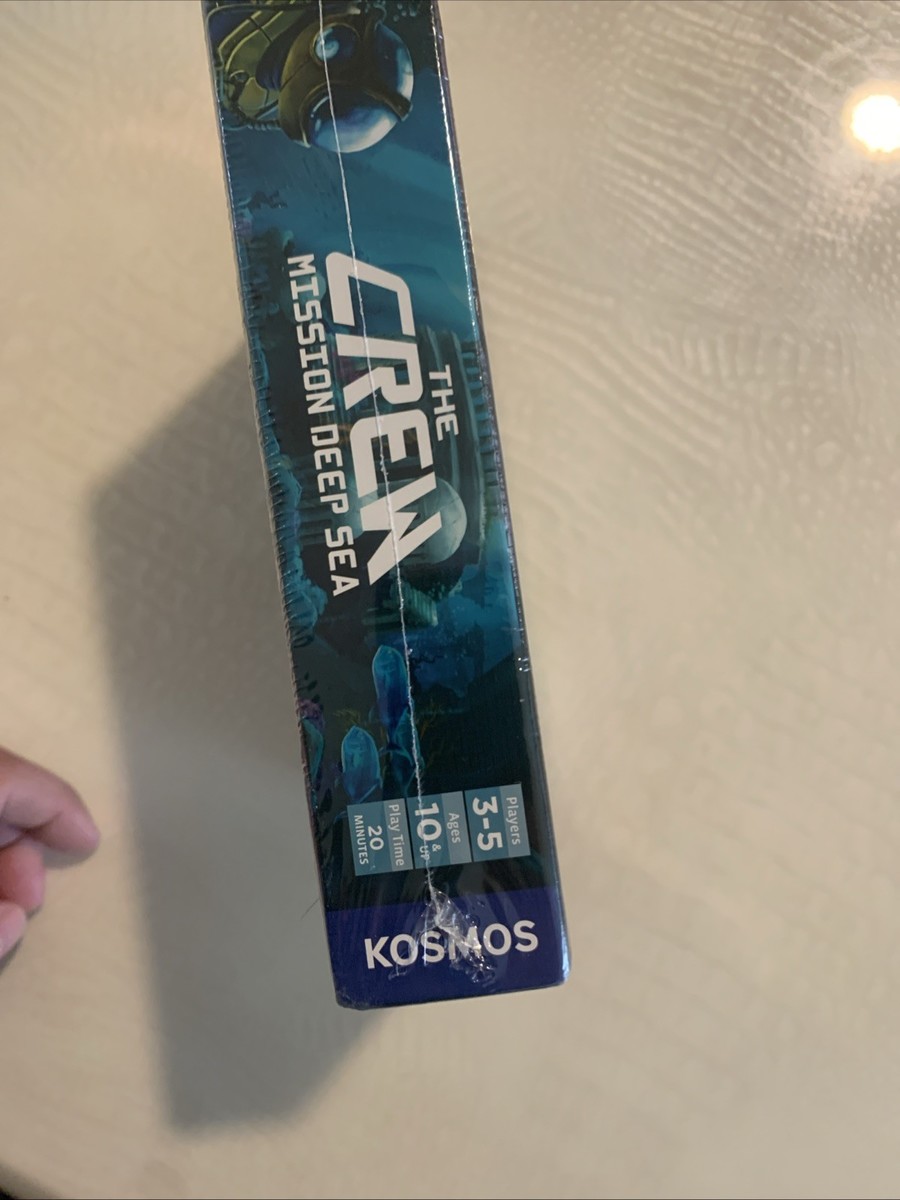 THE
CREW
MISSION DEEP SEA
Players
3-5
Ages
10 & UP
Play Time
20
MINUTES
KOSMOS